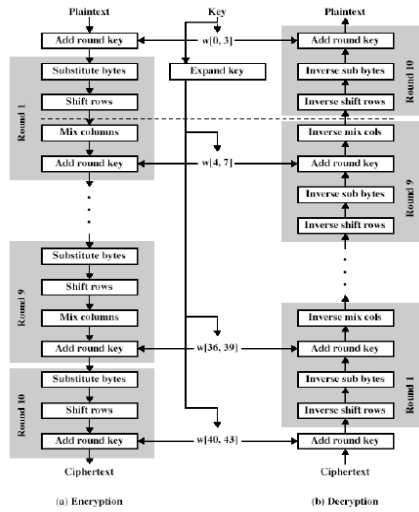 Plaintext
Key
Plaintext
Add round key
w[0, 3]
Add round key
Substitute bytes
Expand key
Inverse sub bytes
Shift rows
Inverse shift rows
Round 10
Round 1
Mix columns
Inverse mix cols
Add round key
w[4, 7]
Add round key
Inverse sub bytes
Inverse shift rows
Round 9
Substitute bytes
Shift rows
Mix columns
Round 9
Inverse mix cols
Add round key
w[36, 39]
Add round key
Substitute bytes
Inverse sub bytes
Shift rows
Inverse shift rows
Round 1
Round 10
Add round key
w[40, 43]
Add round key
Ciphertext
Ciphertext
(a) Encryption
(b) Decryption